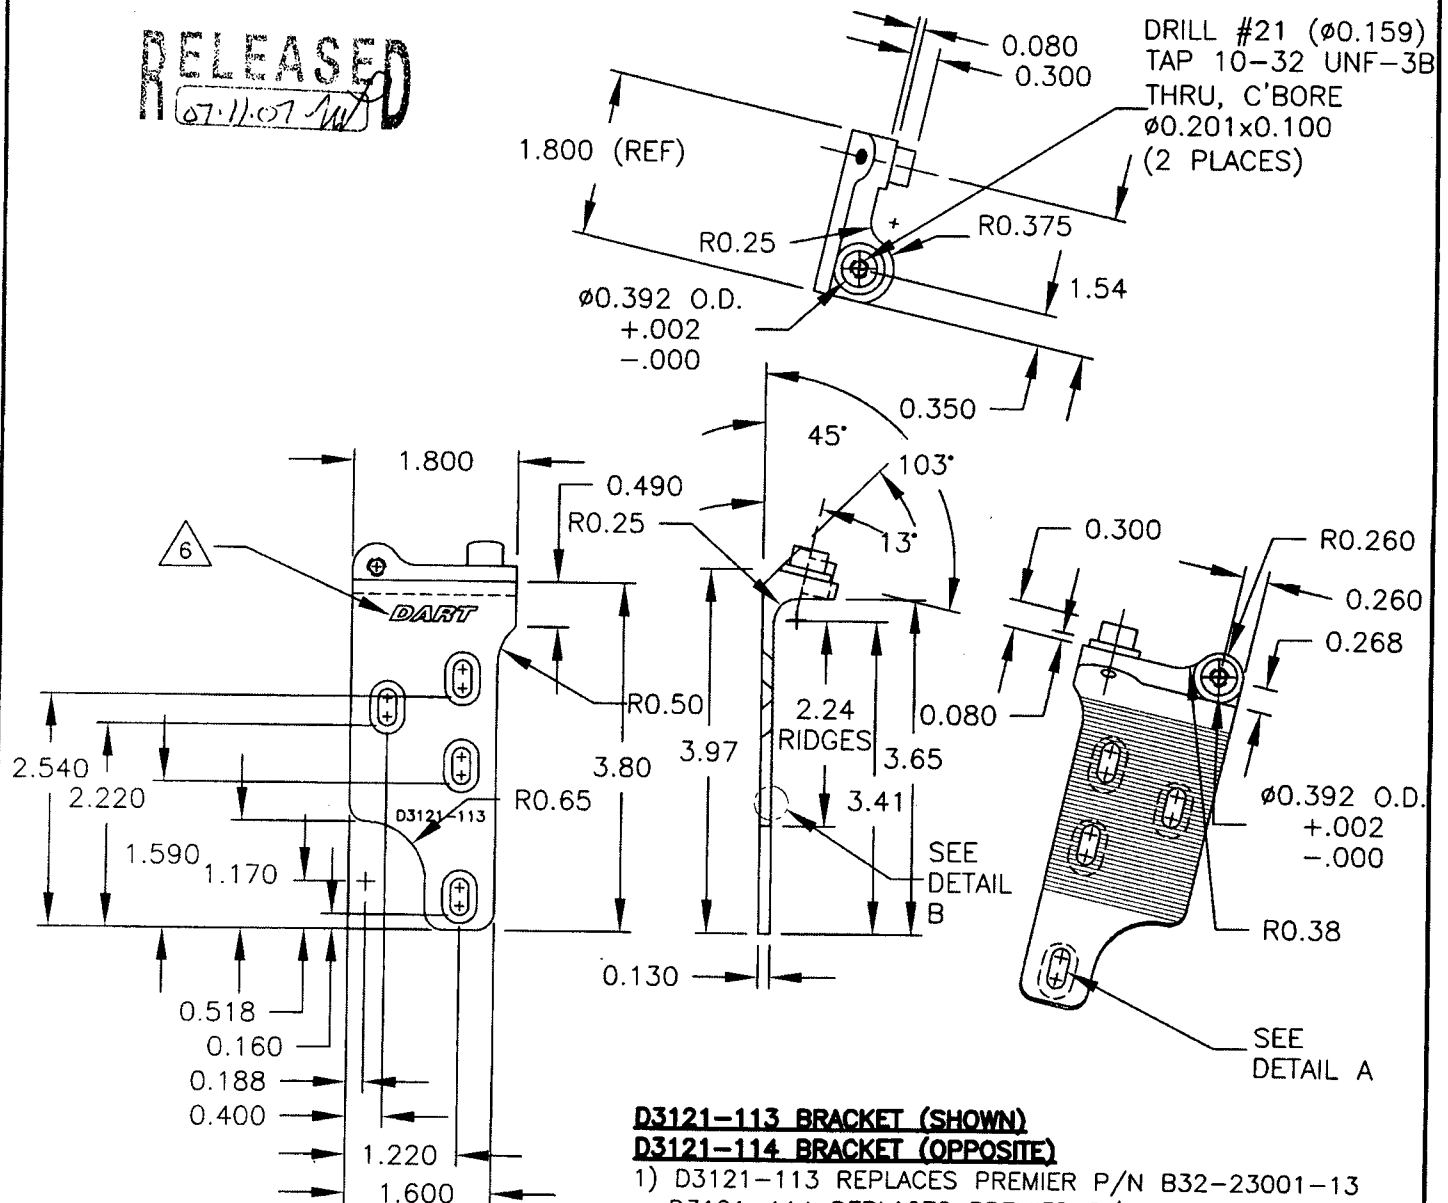 RELEASED
07.11.07
DRILL #21 (ø0.159)
TAP 10-32 UNF-3B
THRU, C'BORE
ø0.201x0.100
(2 PLACES)
0.080
0.300
1.800 (REF)
R0.25
R0.375
1.54
ø0.392 O.D.
+.002
-.000
0.350
45°
103°
13°
1.800
0.490
R0.25
6
DART
R0.50
2.540
2.220
1.590
1.170
D3121-113
R0.65
3.80
3.97
2.24
RIDGES
3.65
3.41
SEE
DETAIL
B
0.130
0.518
0.160
0.188
0.400
1.220
1.600
0.300
R0.260
0.260
0.268
0.080
ø0.392 O.D.
+.002
-.000
R0.38
SEE
DETAIL A
D3121-113 BRACKET (SHOWN)
D3121-114 BRACKET (OPPOSITE)
1) D3121-113 REPLACES PREMIER P/N B32-23001-13